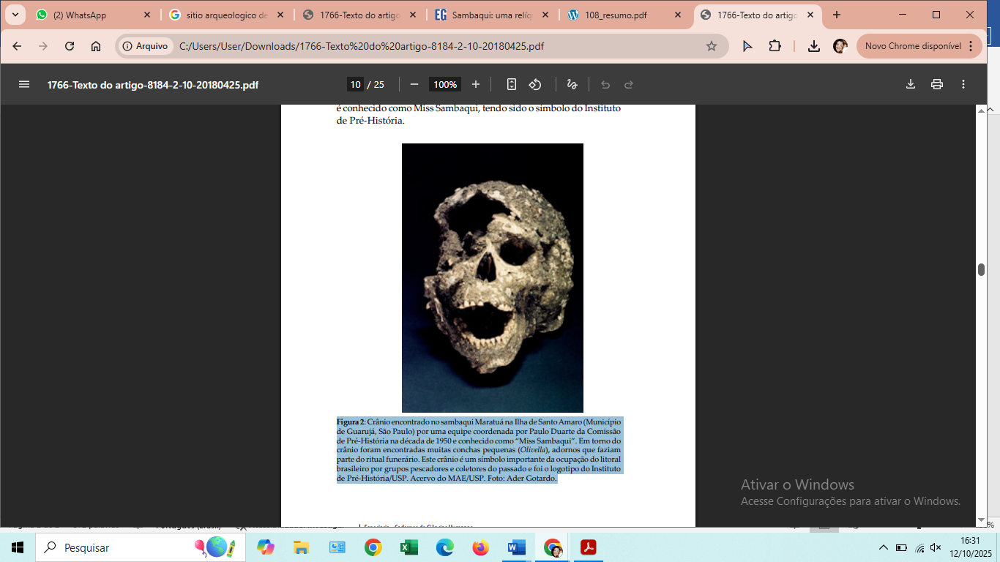 (2) WhatsApp
sitio arqueologico de
1766-Texto do artigo
Sambaqui: uma relíq
108_resumo.pdf
1766-Texto do artigo
Arquivo
C:/Users/User/Downloads/1766-Texto%20do%20artigo-8184-2-10-20180425.pdf
Novo Chrome disponível
1766-Texto do artigo-8184-2-10-20180425.pdf
10 / 25
100%
é conhecido como Miss Sambaqui, tendo sido o símbolo do Instituto
de Pré-História.
Figura 2: Crânio encontrado no sambaqui Maratuá na Ilha de Santo Amaro (Município
de Guarujá, São Paulo) por uma equipe coordenada por Paulo Duarte da Comissão
de Pré-História na década de 1950 e conhecido como “Miss Sambaqui”. Em torno do
crânio foram encontradas muitas conchas pequenas (Olivella), adornos que faziam
parte do ritual funerário. Este crânio é um símbolo importante da ocupação do litoral
brasileiro por grupos pescadores e coletores do passado e foi o logotipo do Instituto
de Pré-História/USP. Acervo do MAE/USP. Foto: Ader Gotardo.
Ativar o Windows
Acesse Configurações para ativar o Windows.
Pesquisar
16:31
12/10/2025